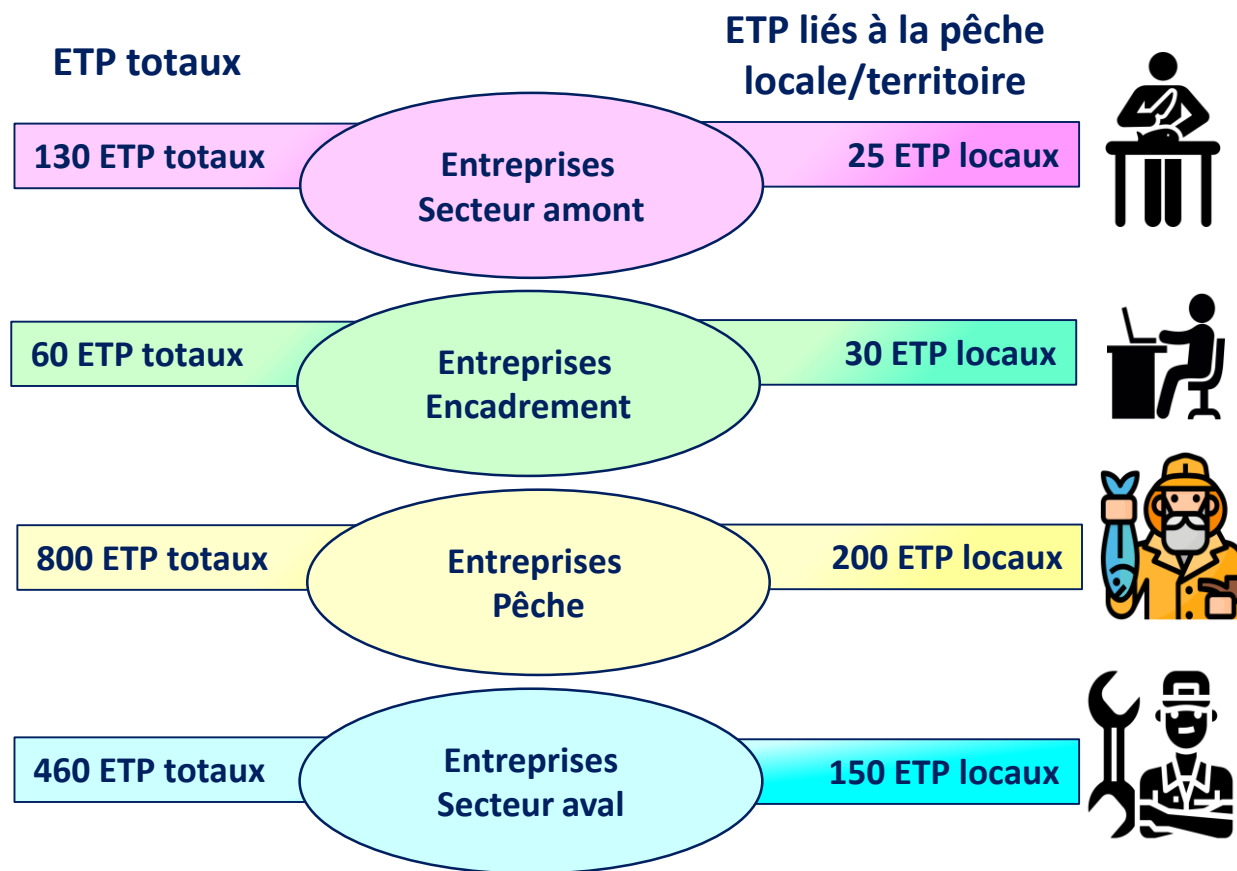 ETP totaux
ETP liés à la pêche
locale/territoire
130 ETP totaux
Entreprises
Secteur amont
25 ETP locaux
60 ETP totaux
Entreprises
Encadrement
30 ETP locaux
800 ETP totaux
Entreprises
Pêche
200 ETP locaux
460 ETP totaux
Entreprises
Secteur aval
150 ETP locaux